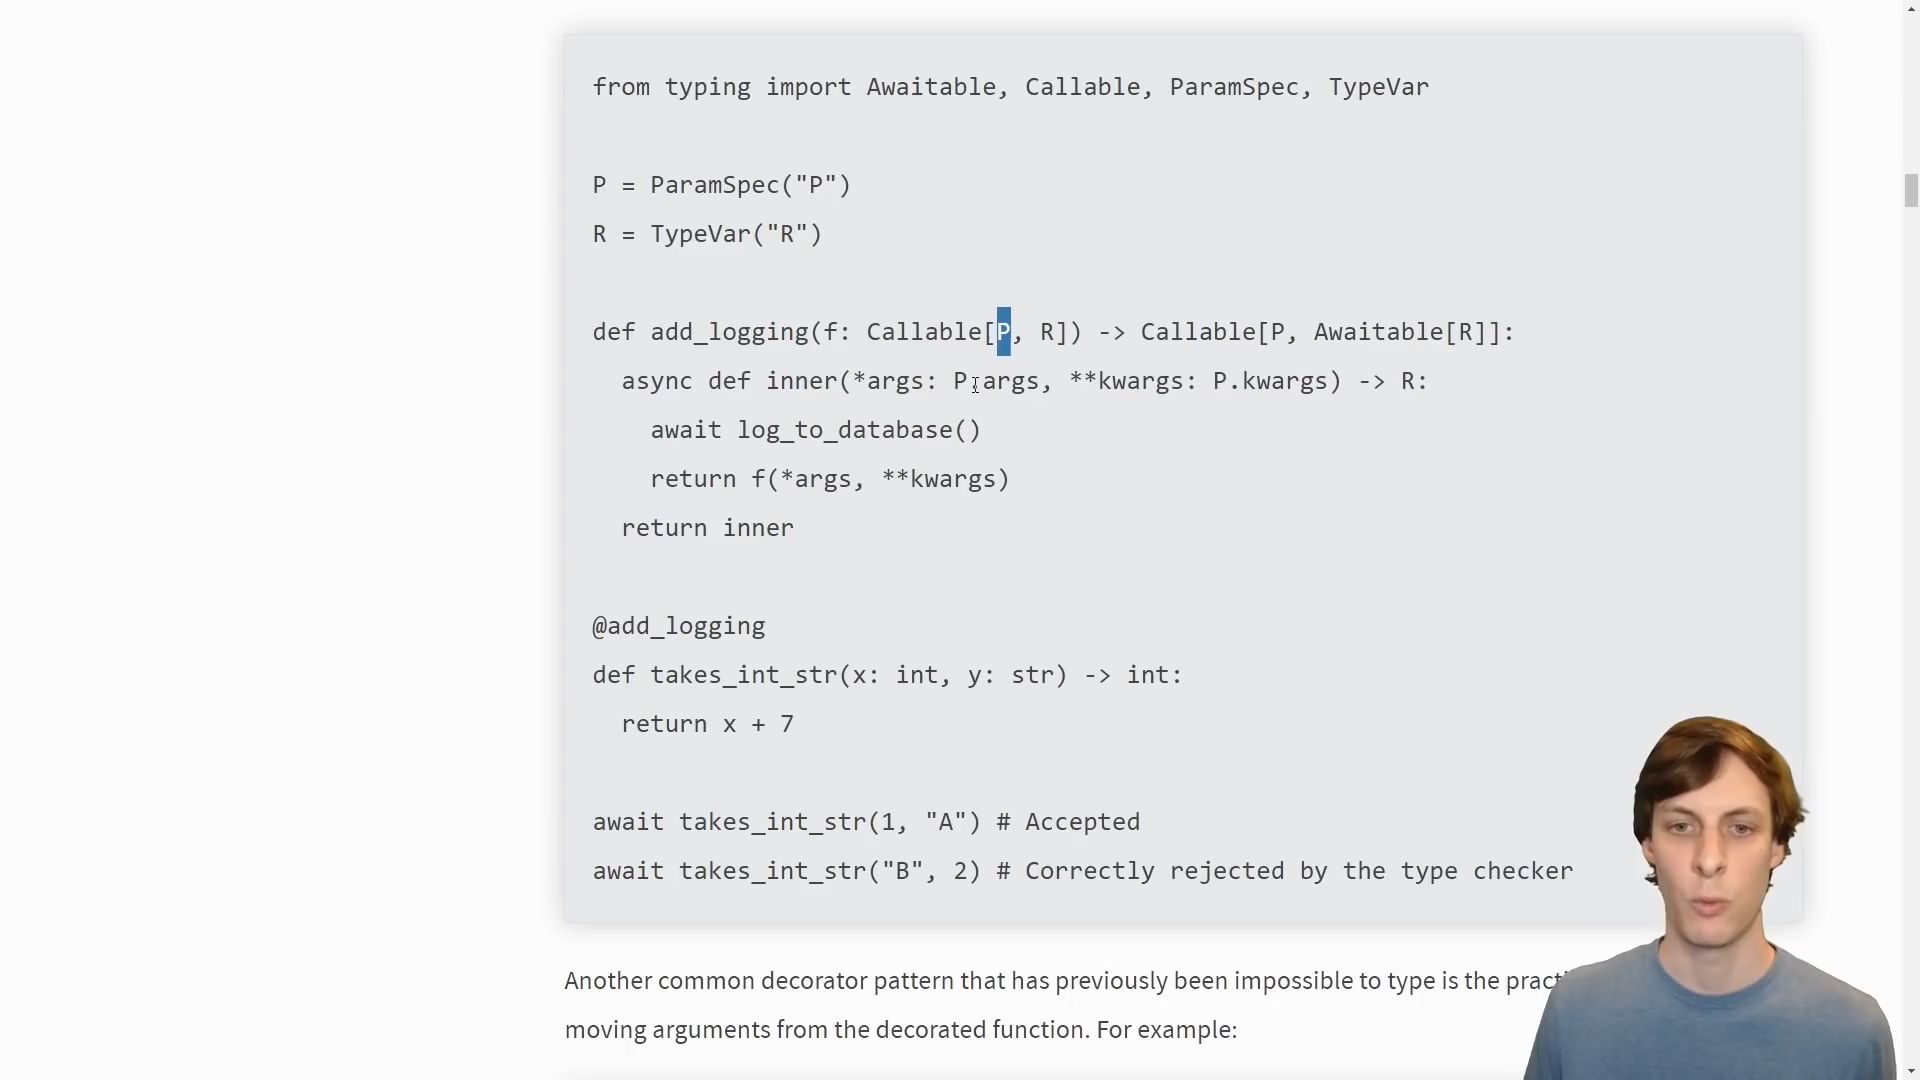 from typing import Awaitable, Callable, ParamSpec, TypeVar
P = ParamSpec("P")
R = TypeVar("R")
def add_logging(f: Callable[P, R]) -> Callable[P, Awaitable[R]]:
  async def inner(*args: P.args, **kwargs: P.kwargs) -> R:
    await log_to_database()
    return f(*args, **kwargs)
  return inner
@add_logging
def takes_int_str(x: int, y: str) -> int:
  return x + 7
await takes_int_str(1, "A") # Accepted
await takes_int_str("B", 2) # Correctly rejected by the type checker
Another common decorator pattern that has previously been impossible to type is the
moving arguments from the decorated function. For example: